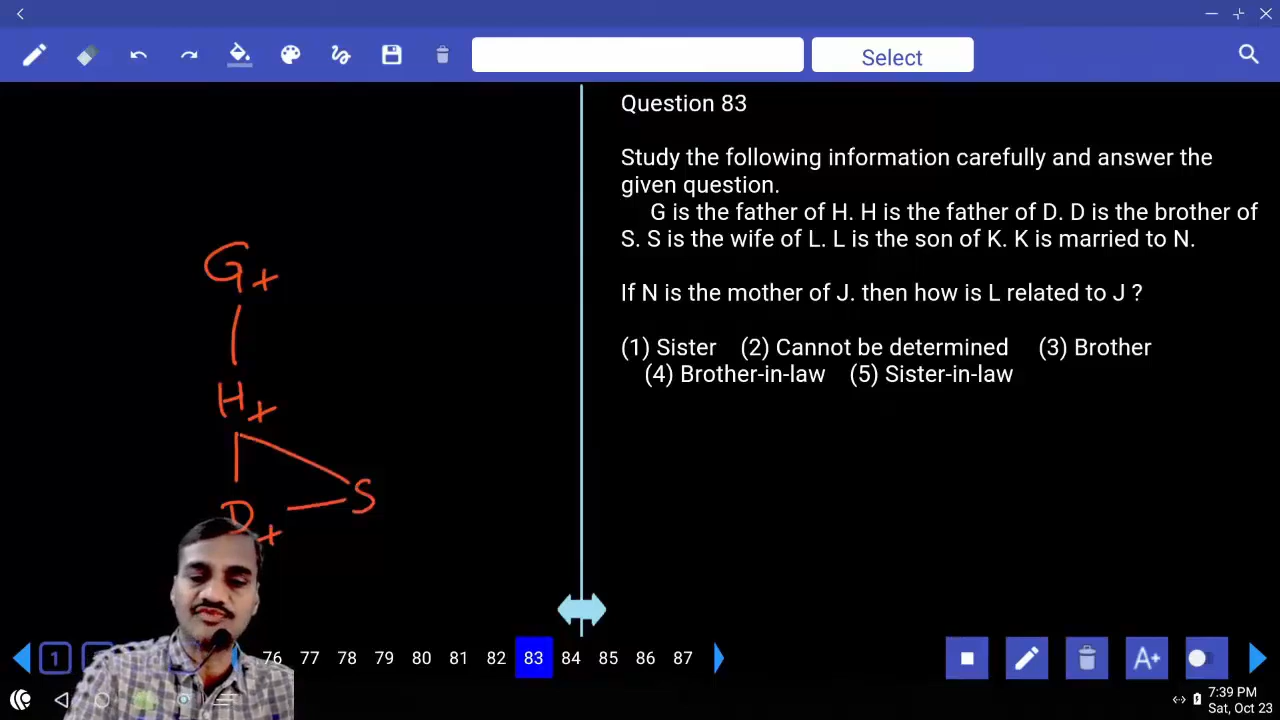 Select
Question 83
Study the following information carefully and answer the
given question.
G is the father of H. H is the father of D. D is the brother of
S. S is the wife of L. L is the son of K. K is married to N.
If N is the mother of J. then how is L related to J ?
(1) Sister (2) Cannot be determined (3) Brother
(4) Brother-in-law (5) Sister-in-law
G+
H+
D+ S
1
76 77 78 79 80 81 82 83 84 85 86 87
A+
7:39 PM
Sat, Oct 23